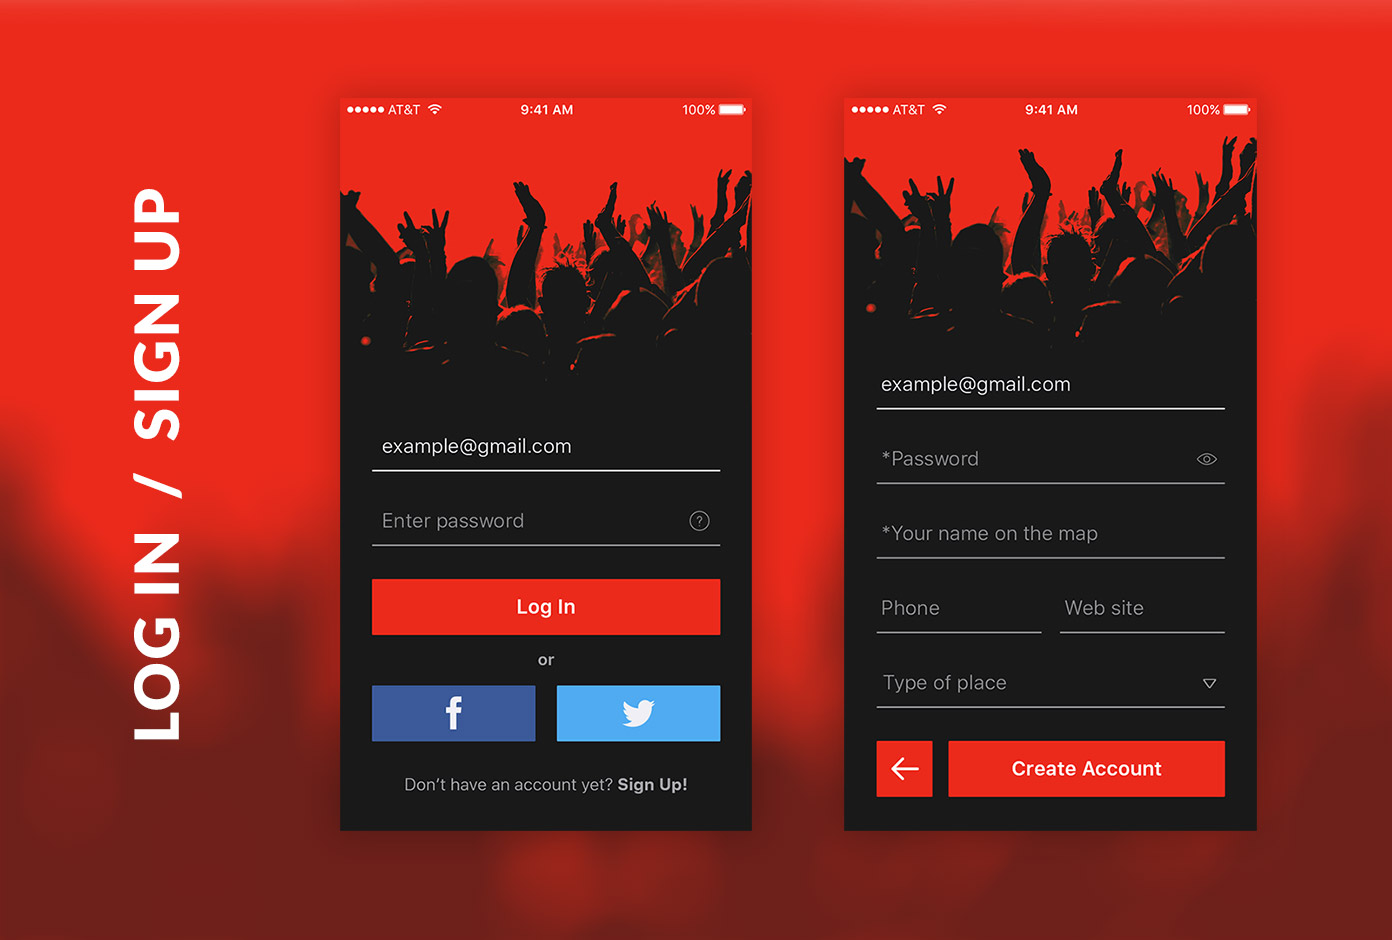 LOG IN / SIGN UP
AT&T 9:41 AM 100%
example@gmail.com
Enter password ?
Log In
or
f
Don’t have an account yet? Sign Up!
AT&T 9:41 AM 100%
example@gmail.com
*Password
*Your name on the map
Phone Web site
Type of place
Create Account